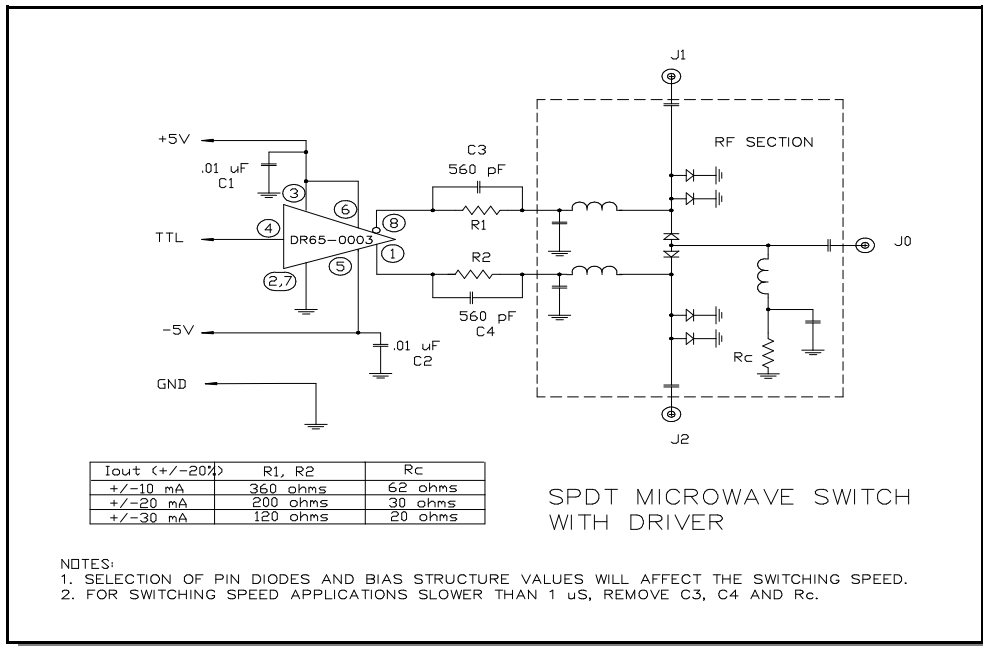 J1
+5V
RF SECTION
C3
560 pF
.01 uF
C1
3
6
8
R1
4
TTL
DR65-0003
J0
1
5
R2
2,7
560 pF
C4
-5V
.01 uF
C2
Rc
GND
J2
Iout (+/-20%) R1, R2 Rc
+/-10 mA 360 ohms 62 ohms
+/-20 mA 200 ohms 30 ohms
+/-30 mA 120 ohms 20 ohms
SPDT MICROWAVE SWITCH
WITH DRIVER
NOTES:
1. SELECTION OF PIN DIODES AND BIAS STRUCTURE VALUES WILL AFFECT THE SWITCHING SPEED.
2. FOR SWITCHING SPEED APPLICATIONS SLOWER THAN 1 uS, REMOVE C3, C4 AND Rc.